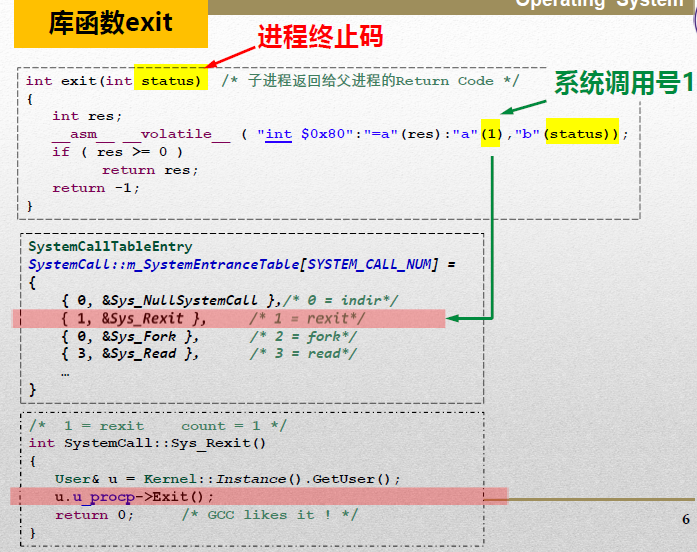 Operating System
库函数exit
进程终止码
int exit(int status) /* 子进程返回给父进程的Return Code */
系统调用号1
{
int res;
__asm__ __volatile__ ( "int $0x80":"=a"(res):"a"(1),"b"(status));
if ( res >= 0 )
return res;
return -1;
}
SystemCallTableEntry
SystemCall::m_SystemEntranceTable[SYSTEM_CALL_NUM] =
{
{ 0, &Sys_NullSystemCall },/* 0 = indir*/
{ 1, &Sys_Rexit }, /* 1 = rexit*/
{ 0, &Sys_Fork }, /* 2 = fork*/
{ 3, &Sys_Read }, /* 3 = read*/
…
}
/* 1 = rexit count = 1 */
int SystemCall::Sys_Rexit()
{
User& u = Kernel::Instance().GetUser();
u.u_procp->Exit();
return 0; /* GCC likes it ! */
}
6